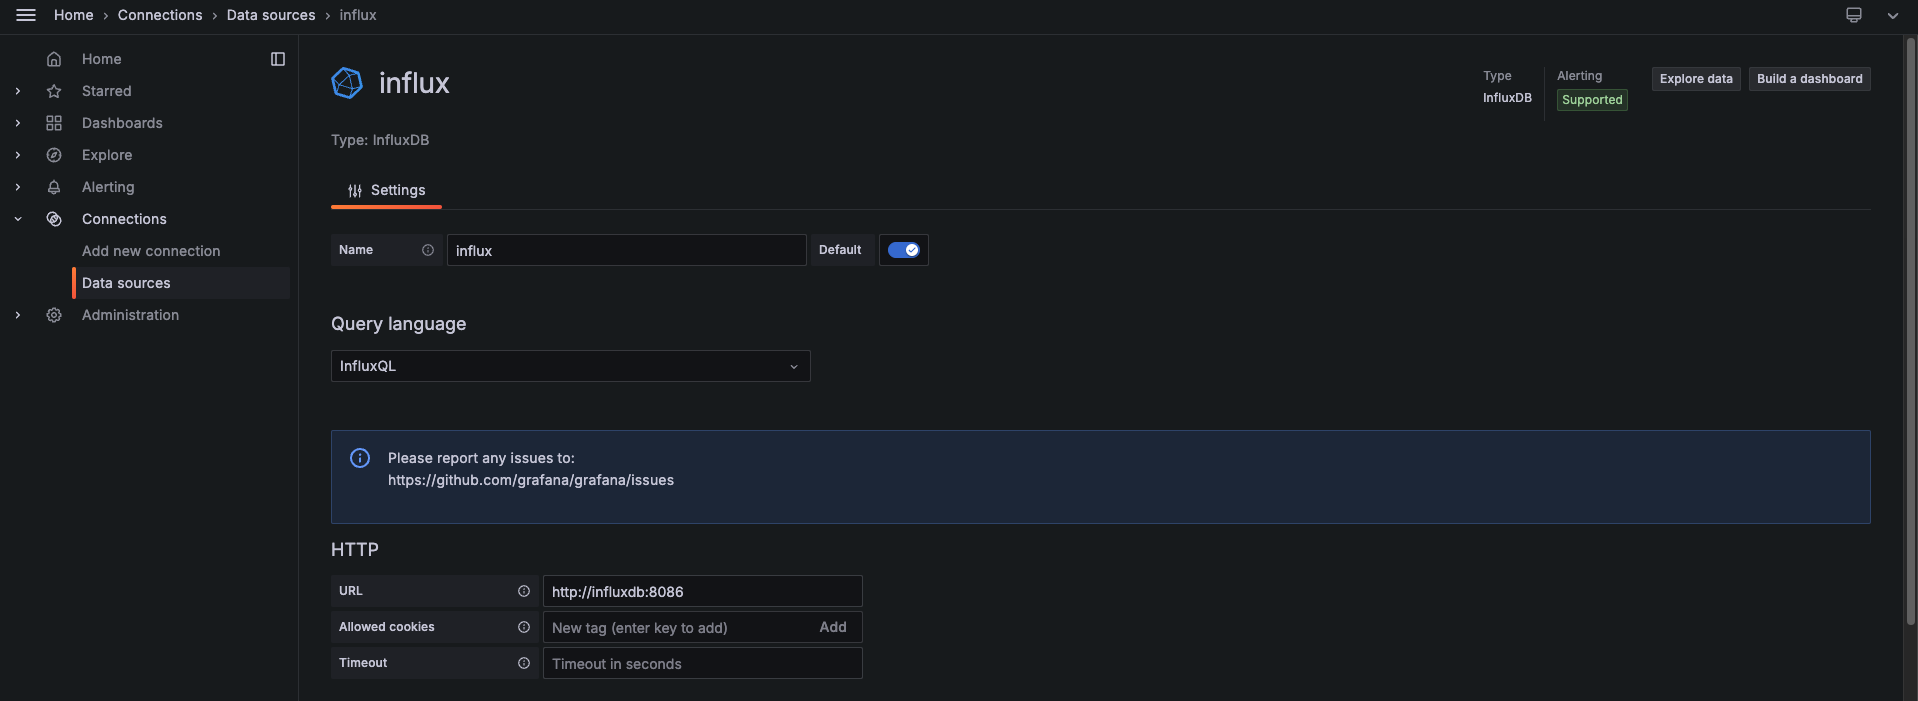 Home › Connections › Data sources › influx
Home
Starred
Dashboards
Explore
Alerting
Connections
Add new connection
Data sources
Administration
influx
Type
InfluxDB
Alerting
Supported
Explore data
Build a dashboard
Type: InfluxDB
Settings
Name
influx
Default
Query language
InfluxQL
Please report any issues to:
https://github.com/grafana/grafana/issues
HTTP
URL
http://influxdb:8086
Allowed cookies
New tag (enter key to add)
Add
Timeout
Timeout in seconds